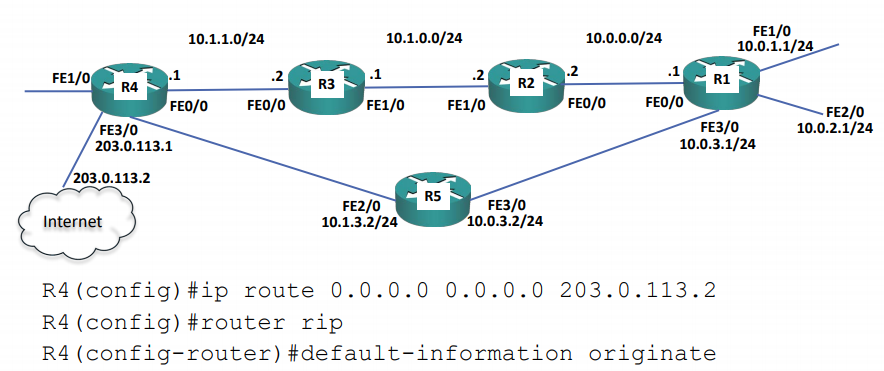 10.1.1.0/24
10.1.0.0/24
10.0.0.0/24
FE1/0
10.0.1.1/24
FE1/0
R4
.1
FE0/0
.2
R3
.1
FE0/0
FE1/0
.2
R2
.2
FE1/0
FE0/0
.1
R1
FE0/0
FE2/0
10.0.2.1/24
FE3/0
203.0.113.1
FE3/0
10.0.3.1/24
203.0.113.2
Internet
R5
FE2/0
10.1.3.2/24
FE3/0
10.0.3.2/24
R4(config)#ip route 0.0.0.0 0.0.0.0 203.0.113.2
R4(config)#router rip
R4(config-router)#default-information originate